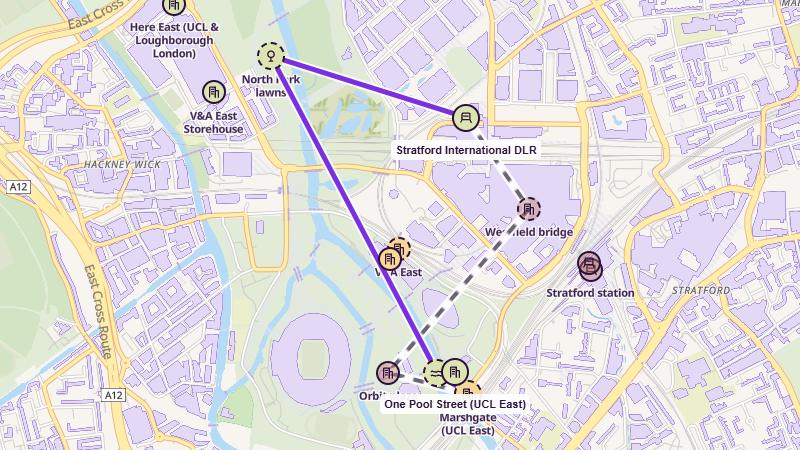 East Cross
Here East (UCL &
Loughborough
London)
North Park
lawns
V&A East
Storehouse
Stratford International DLR
HACKNEY WICK
A12
Westfield bridge
V&A East
Stratford station
STRATFORD
East Cross Route
A12
One Pool Street (UCL East)
Marshgate
(UCL East)